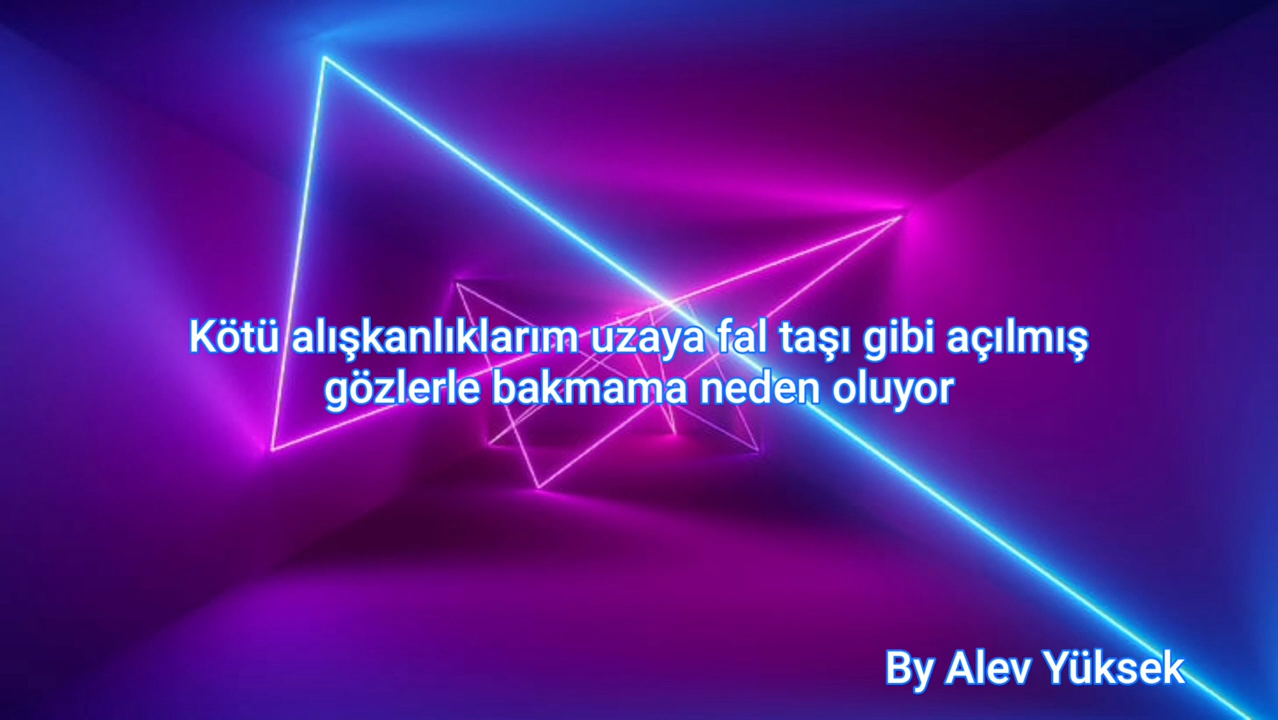 Kötü alışkanlıklarım uzaya fal taşı gibi açılmış
gözlerle bakmama neden oluyor
By Alev Yüksek